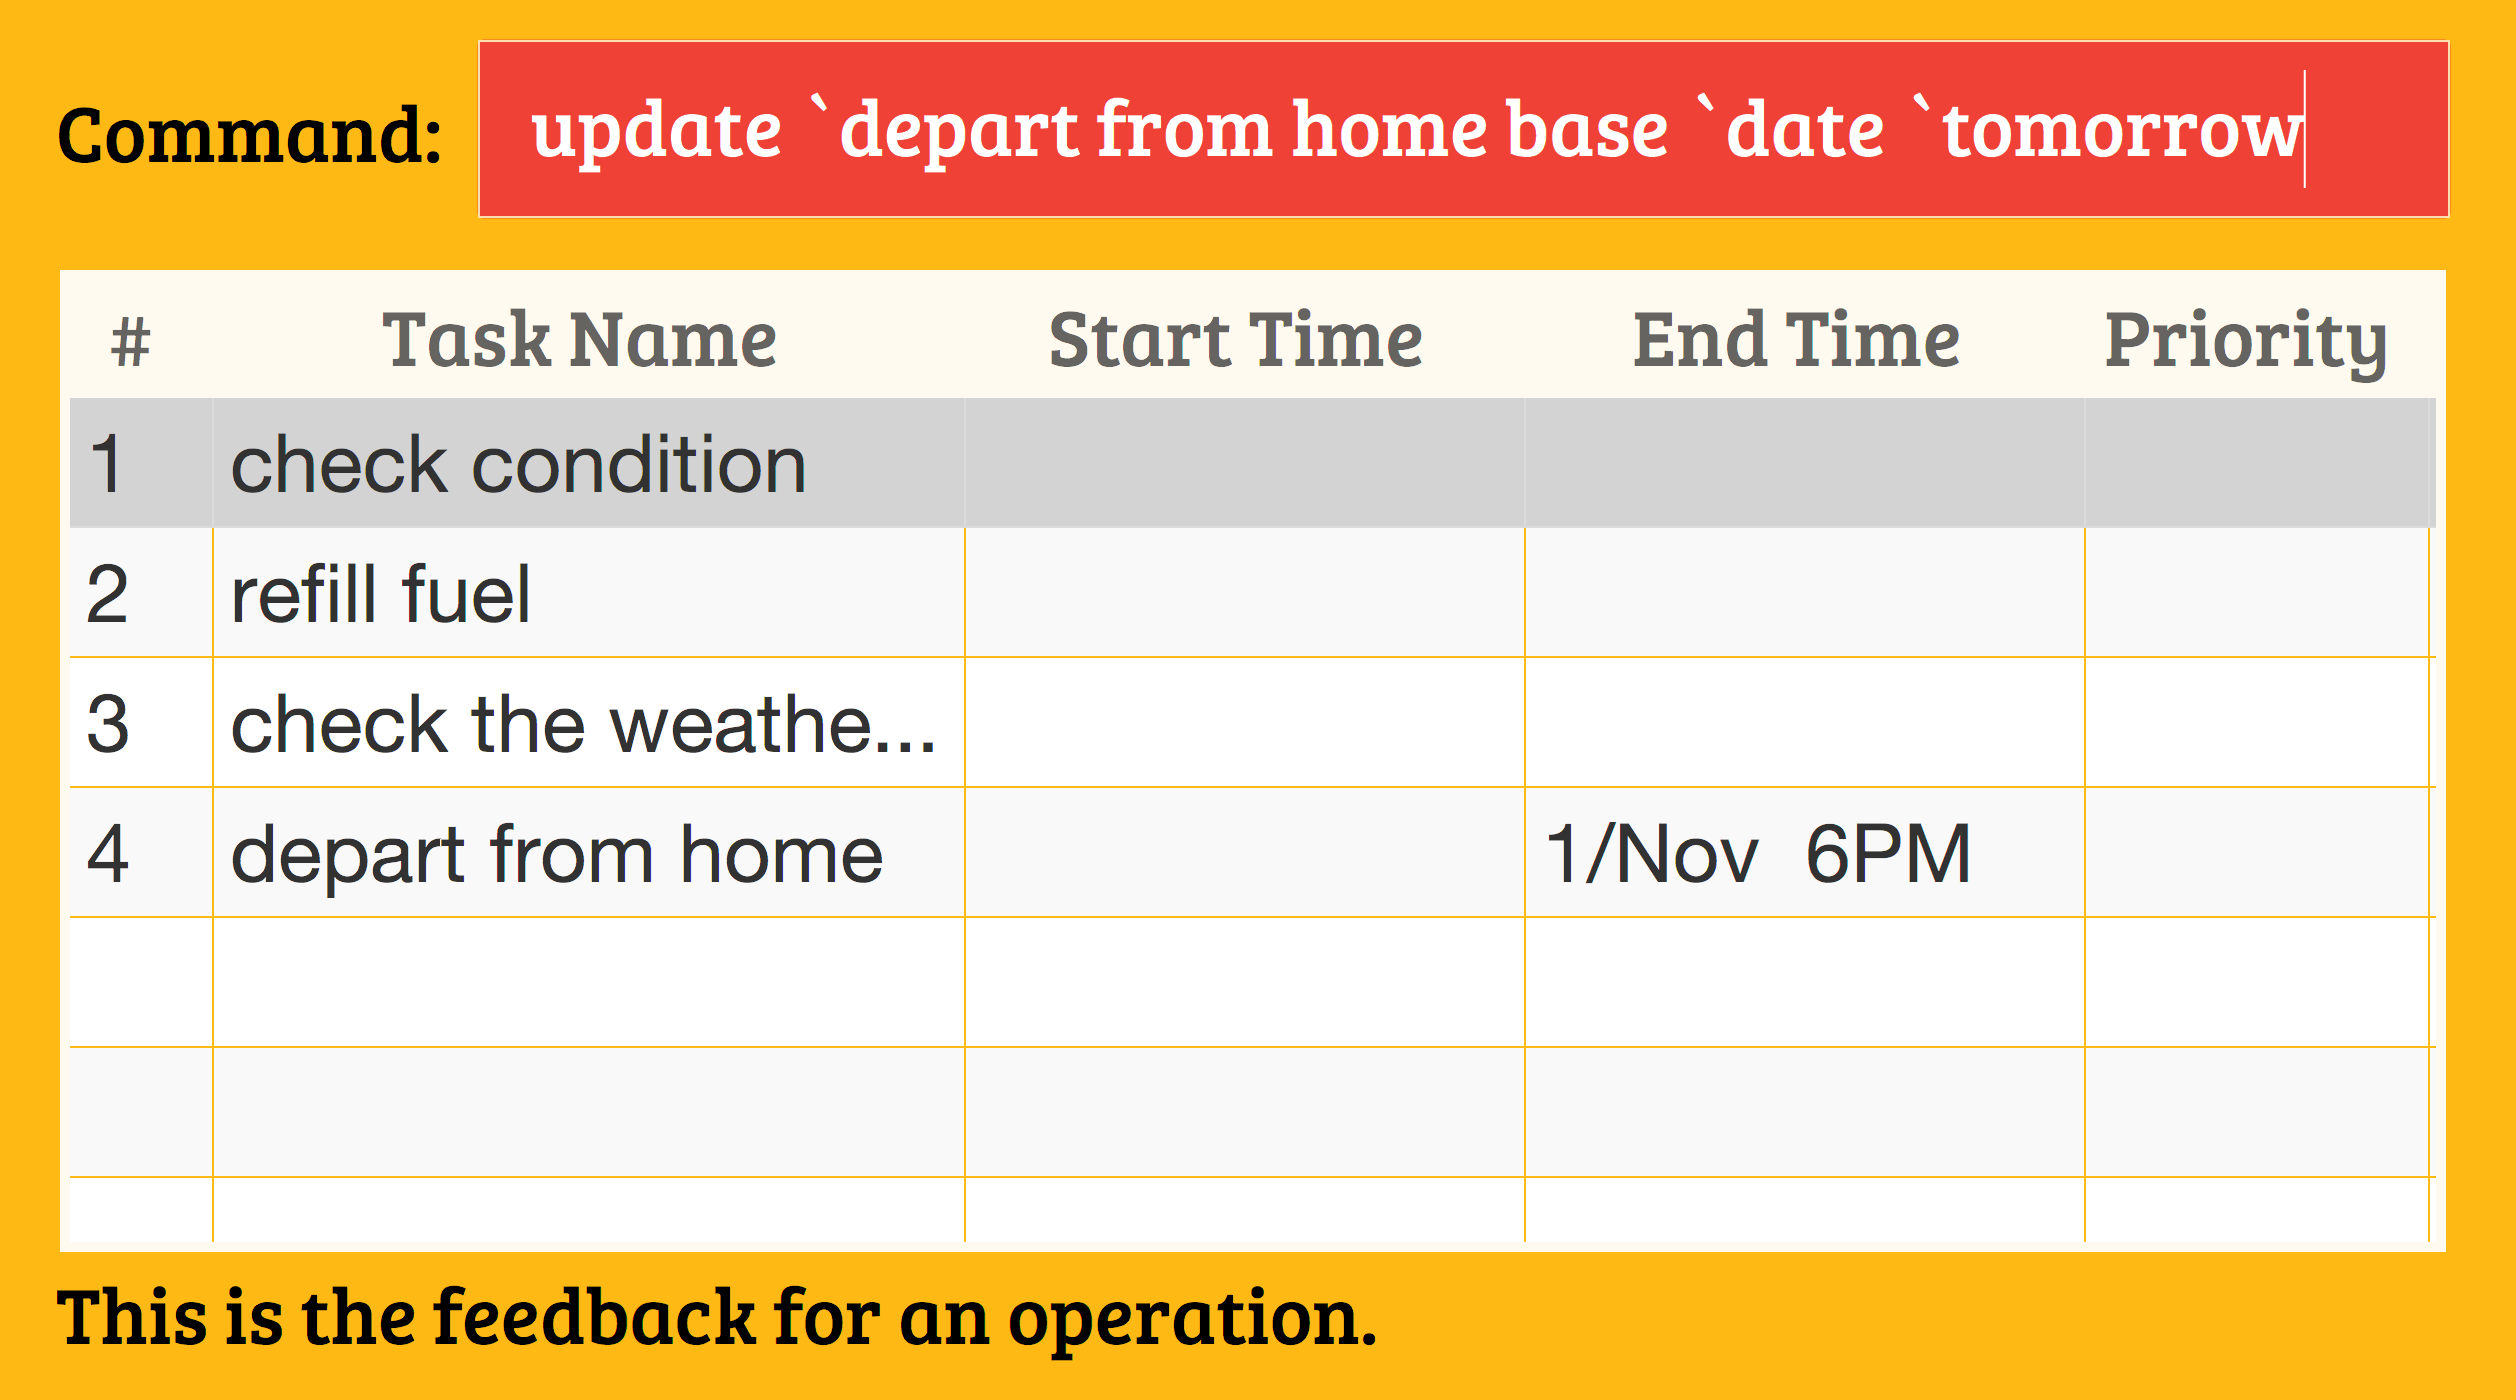 Command: update `depart from home base `date `tomorrow
# Task Name Start Time End Time Priority
1 check condition
2 refill fuel
3 check the weathe...
4 depart from home 1/Nov 6PM
This is the feedback for an operation.